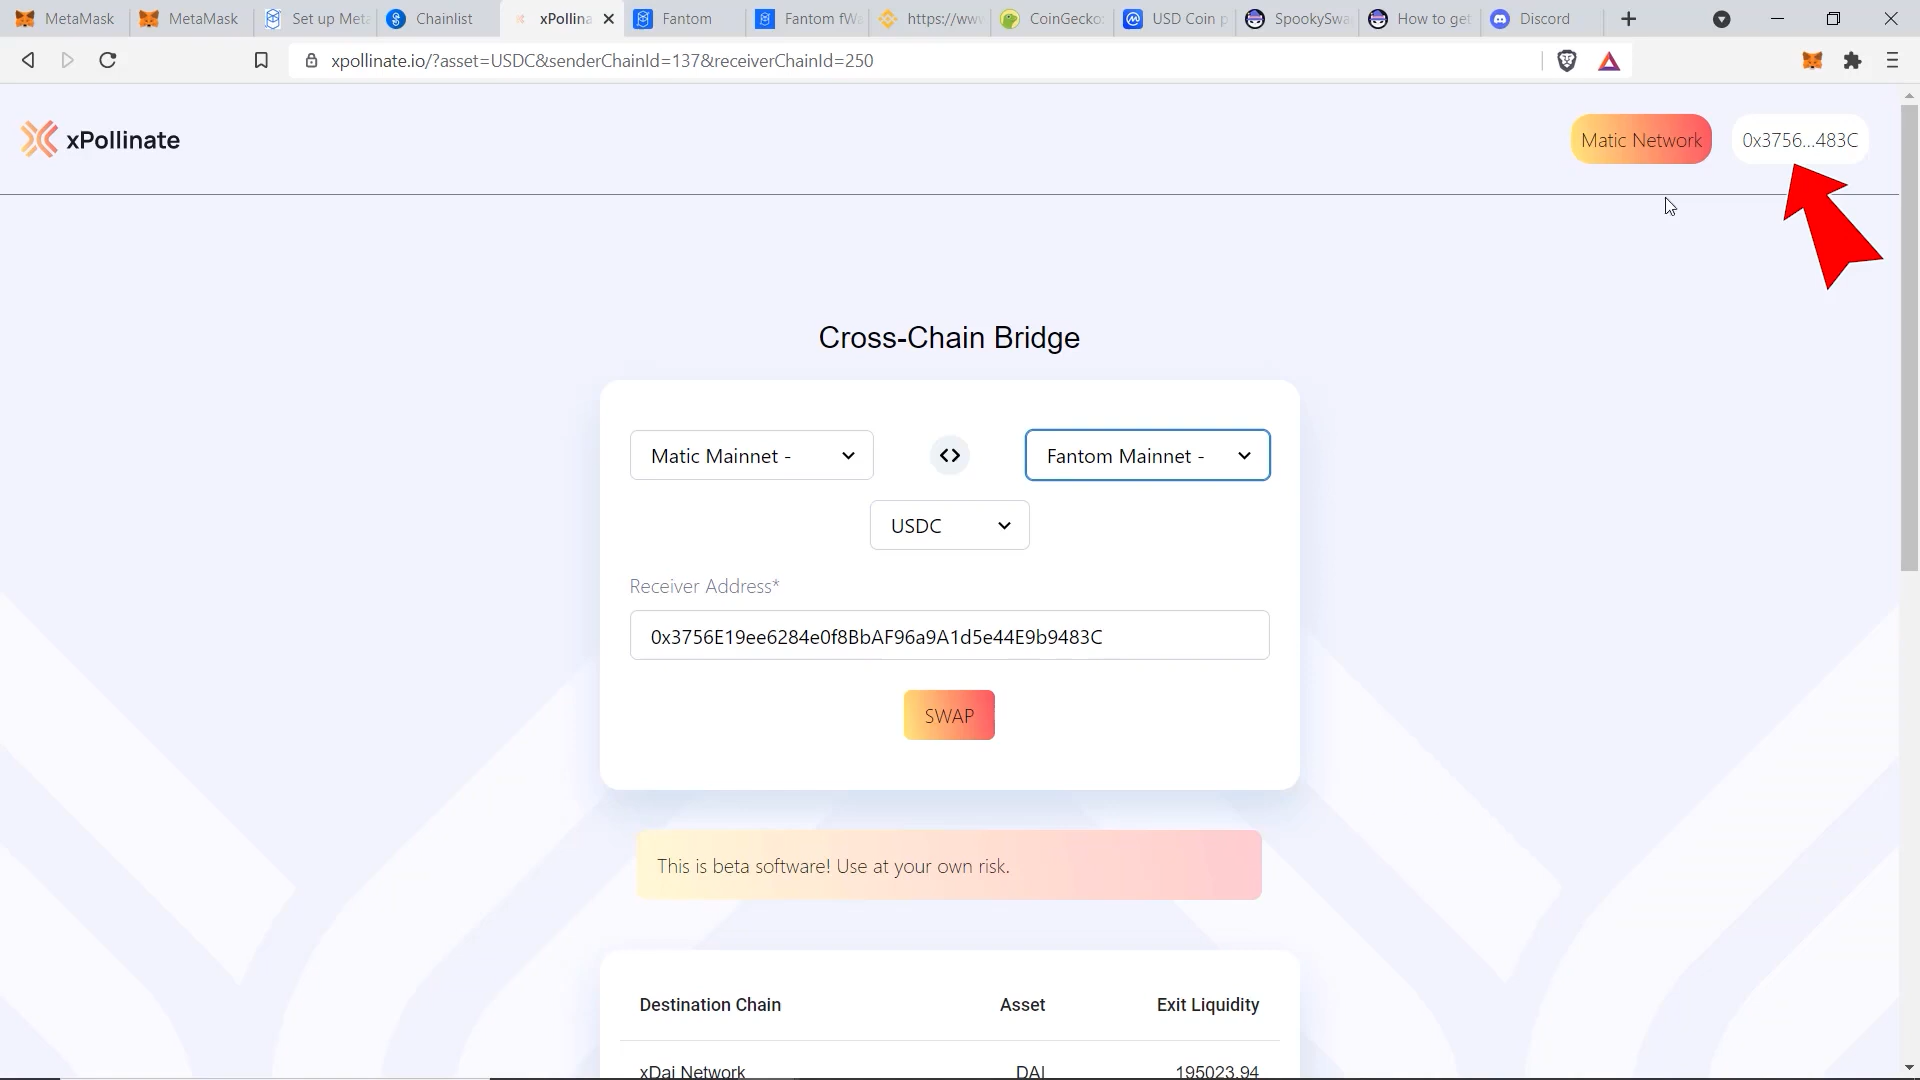 MetaMask
MetaMask
Set up Meta
Chainlist
xPollina
Fantom
Fantom fWa
https://www
CoinGecko:
USD Coin p
SpookySwa
How to get
Discord
xpollinate.io/?asset=USDC&senderChainId=137&receiverChainId=250
xPollinate
Matic Network
0x3756...483C
Cross-Chain Bridge
Matic Mainnet -
Fantom Mainnet -
USDC
Receiver Address*
0x3756E19ee6284e0f8BbAF96a9A1d5e44E9b9483C
SWAP
This is beta software! Use at your own risk.
Destination Chain Asset Exit Liquidity
xDai Network DAI 195023.94